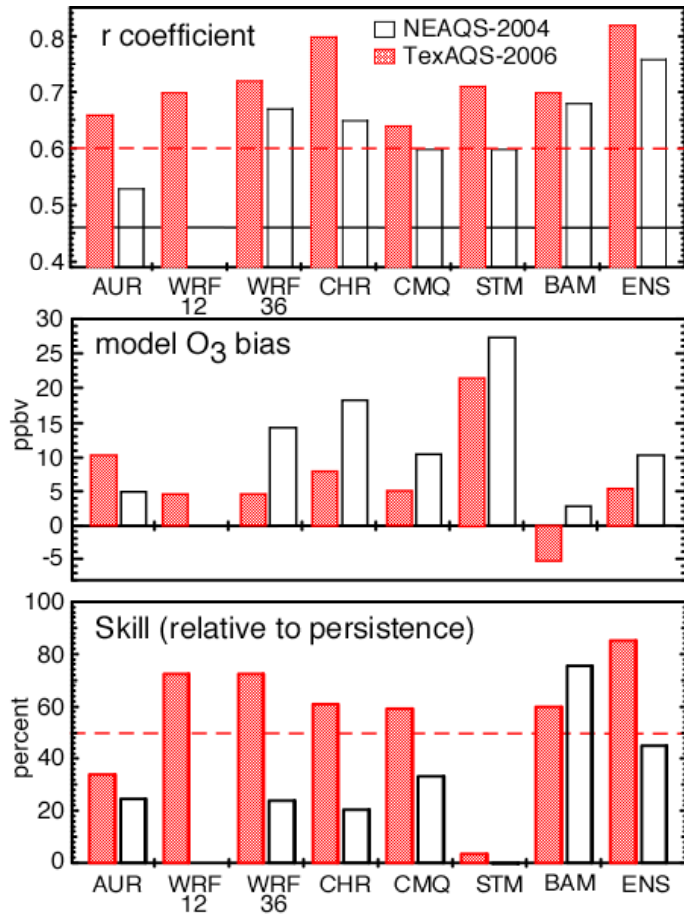 r coefficient
NEAQS-2004
TexAQS-2006
0.8
0.7
0.6
0.5
0.4
AUR WRF 12 WRF 36 CHR CMQ STM BAM ENS
model O3 bias
ppbv
30
25
20
15
10
5
0
-5
Skill (relative to persistence)
percent
100
80
60
40
20
0
AUR WRF 12 WRF 36 CHR CMQ STM BAM ENS